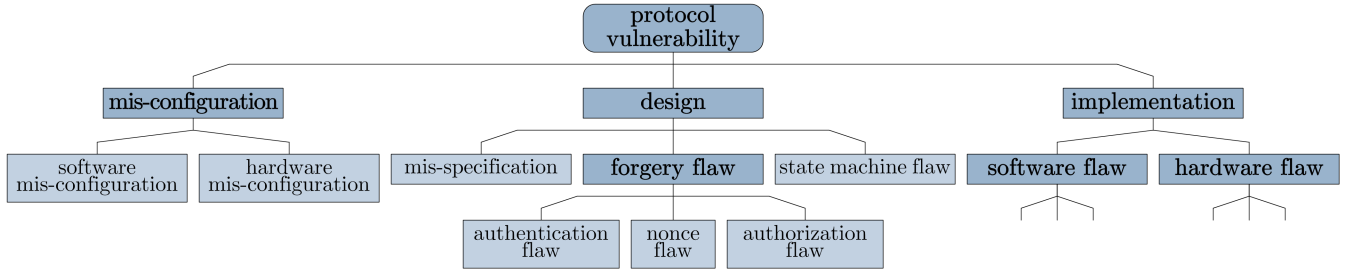 protocol
vulnerability
mis-configuration
design
implementation
software
mis-configuration
hardware
mis-configuration
mis-specification
forgery flaw
state machine flaw
software flaw
hardware flaw
authentication
flaw
nonce
flaw
authorization
flaw